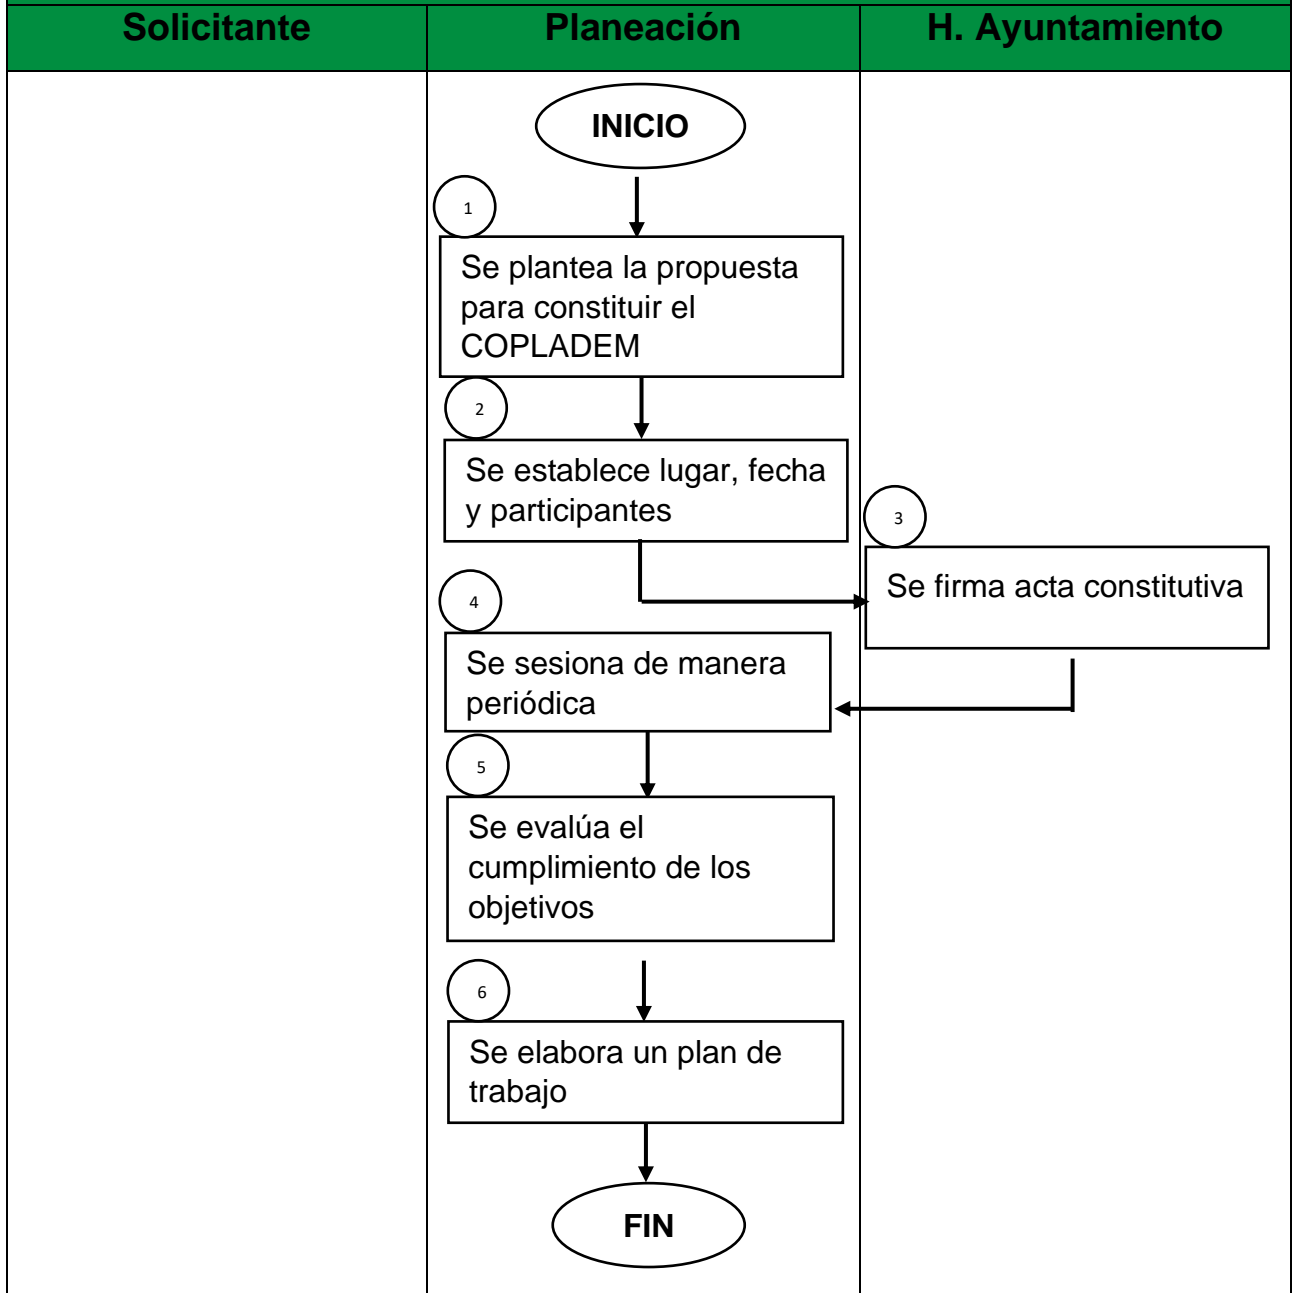 Solicitante
Planeación
H. Ayuntamiento
INICIO
1
Se plantea la propuesta
para constituir el
COPLADEM
2
Se establece lugar, fecha
y participantes
3
Se firma acta constitutiva
4
Se sesiona de manera
periódica
5
Se evalúa el
cumplimiento de los
objetivos
6
Se elabora un plan de
trabajo
FIN